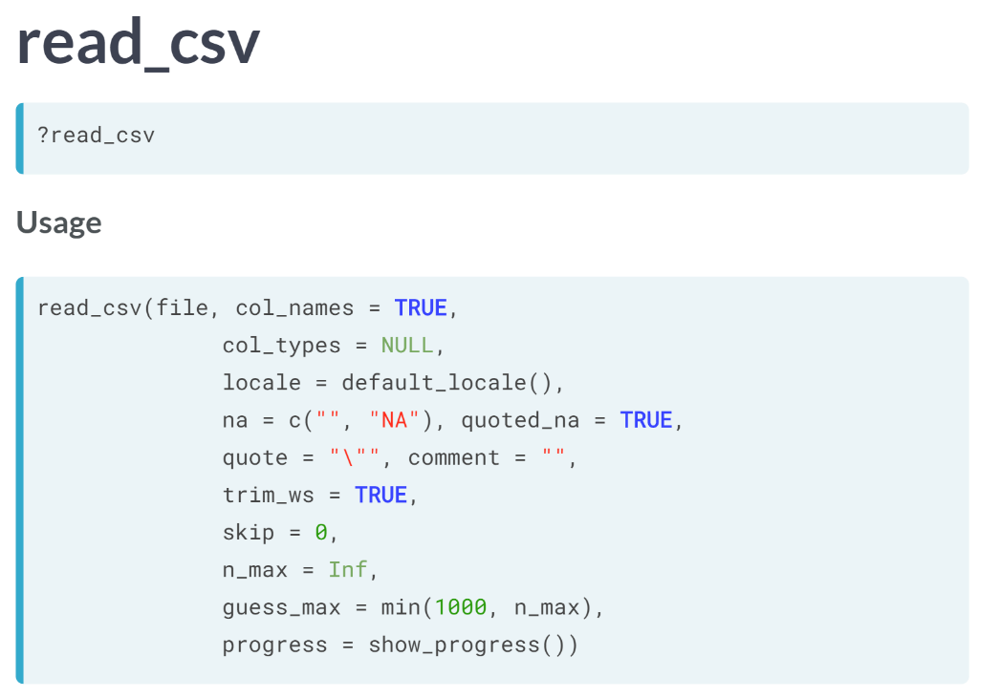 read_csv
?read_csv
Usage
read_csv(file, col_names = TRUE,
col_types = NULL,
locale = default_locale(),
na = c("", "NA"), quoted_na = TRUE,
quote = "\"", comment = "",
trim_ws = TRUE,
skip = 0,
n_max = Inf,
guess_max = min(1000, n_max),
progress = show_progress())